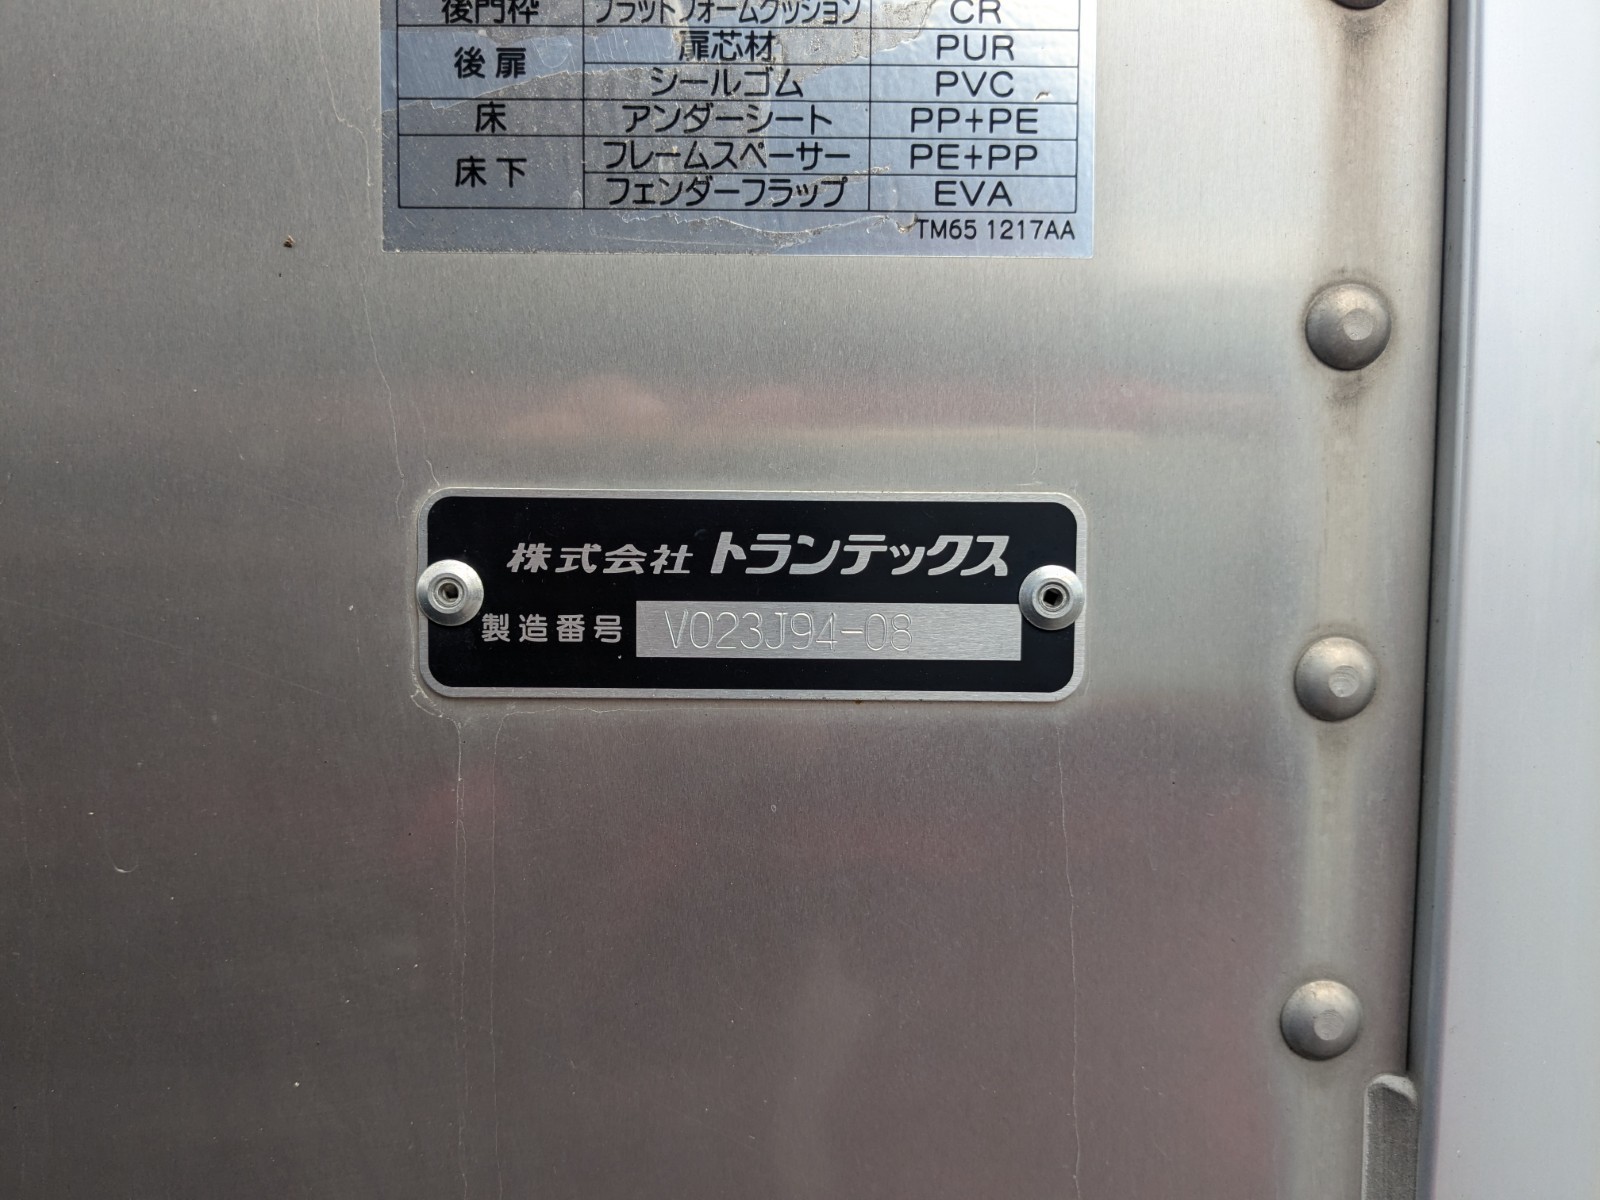 後門枠 プラットフォームクッション CR
後扉 扉芯材 PUR
シールゴム PVC
床 アンダーシート PP+PE
床下 フレームスペーサー PE+PP
フェンダーフラップ EVA
TM65 1217AA
株式会社トランテックス
製造番号 V023J94-08